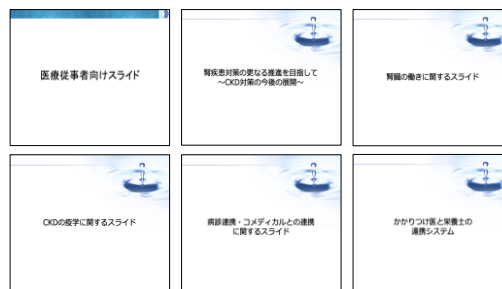 医療従事者向けスライド
腎疾患対策の更なる推進を目指して
～CKD対策の今後の展開～
腎臓の働きに関するスライド
CKDの疫学に関するスライド
病診連携・コメディカルとの連携
に関するスライド
かかりつけ医と栄養士の
連携システム